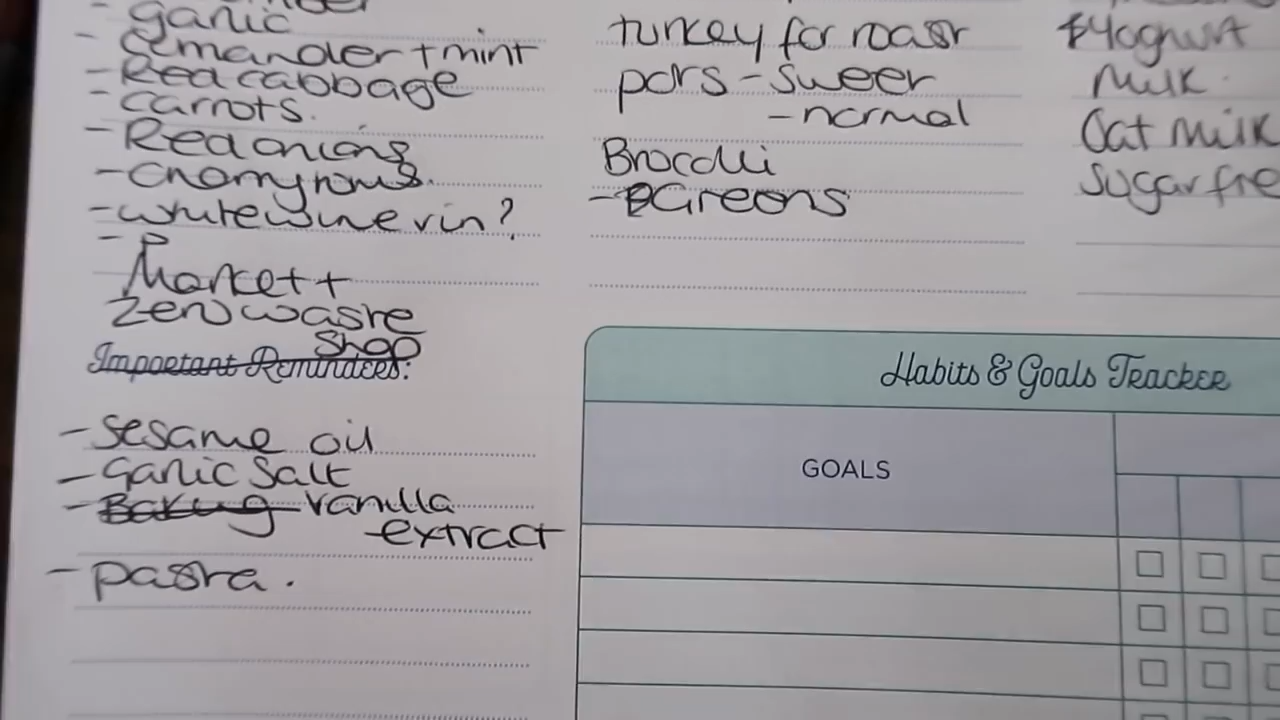 - garlic
- Coriander + mint
- Red cabbage
- Carrots.
- Red onions
- Cherry toms.
- white wine vin?
- P
Market +
zero waste
shop
Important Reminders:
- sesame oil
- Garlic Salt
- Baking vanilla
extract
- pasta.
turkey for roast
pots - sweet
- normal
Broccoli
- Greens
Yoghurt
Milk.
Oat Milk
Sugar fre
Habits & Goals Tracker
GOALS